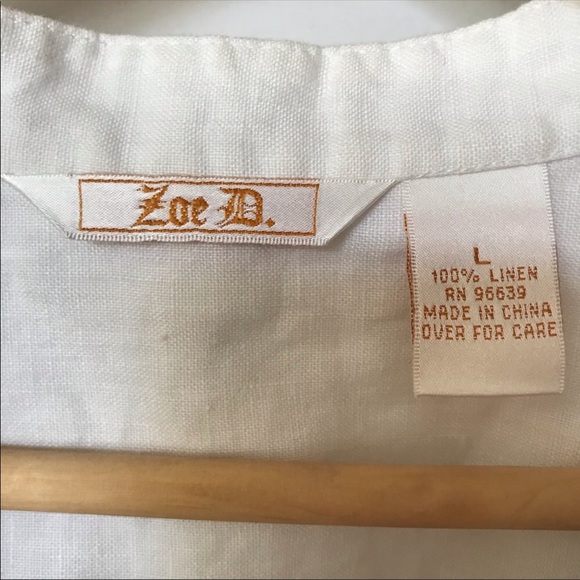 Zoe D.
L
100% LINEN
RN 96639
MADE IN CHINA
OVER FOR CARE